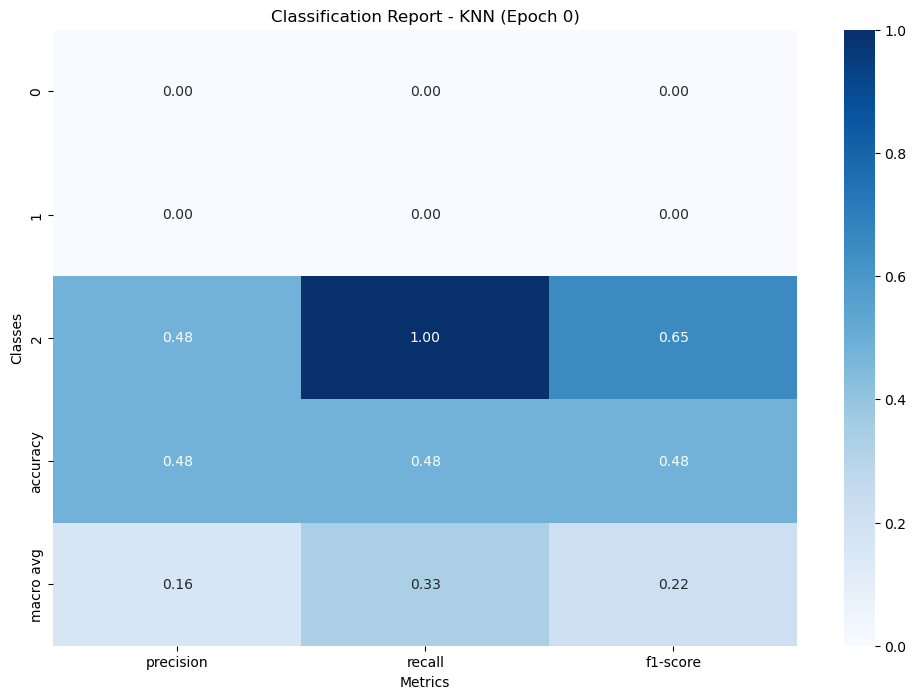 Classification Report - KNN (Epoch 0)
0 0.00 0.00 0.00
1 0.00 0.00 0.00
2 0.48 1.00 0.65
accuracy 0.48 0.48 0.48
macro avg 0.16 0.33 0.22
precision recall f1-score
Metrics
Classes
1.0
0.8
0.6
0.4
0.2
0.0